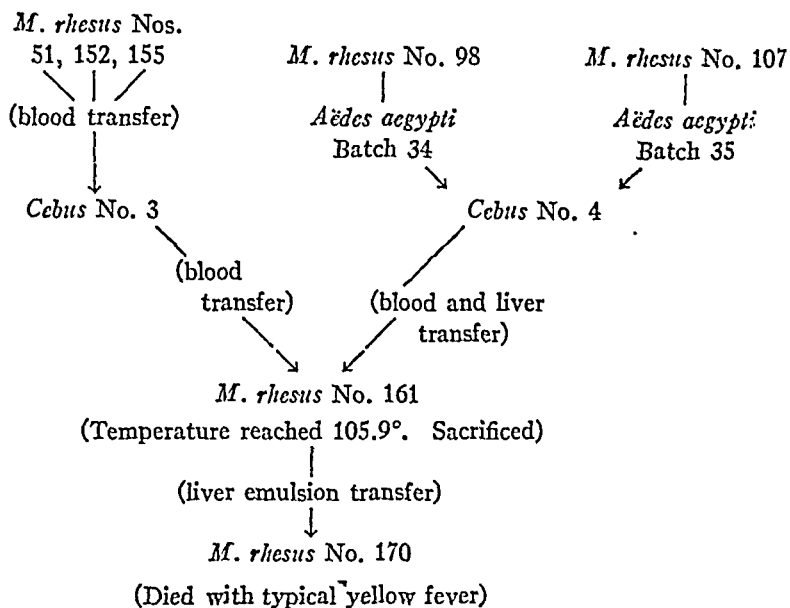 M. rhesus Nos.
51, 152, 155
(blood transfer)
Cebus No. 3
M. rhesus No. 98
Aëdes aegypti
Batch 34
M. rhesus No. 107
Aëdes aegypti
Batch 35
Cebus No. 4
(blood
transfer)
(blood and liver
transfer)
M. rhesus No. 161
(Temperature reached 105.9°. Sacrificed)
(liver emulsion transfer)
M. rhesus No. 170
(Died with typical yellow fever)